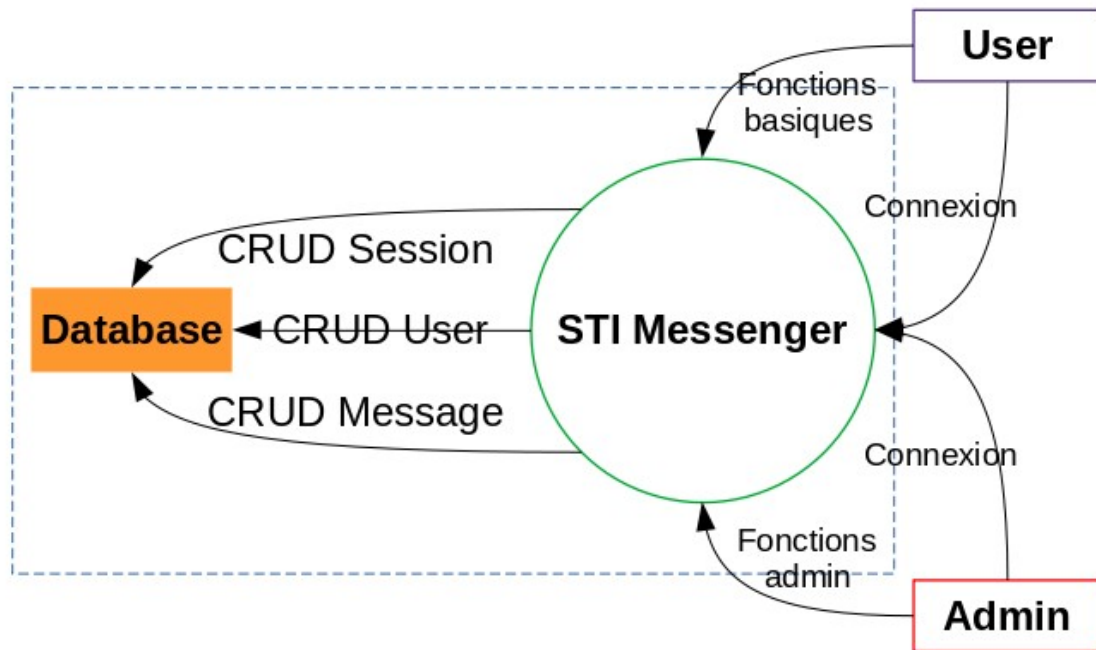 User
Fonctions
basiques
Connexion
CRUD Session
Database
CRUD User
STI Messenger
CRUD Message
Connexion
Fonctions
admin
Admin